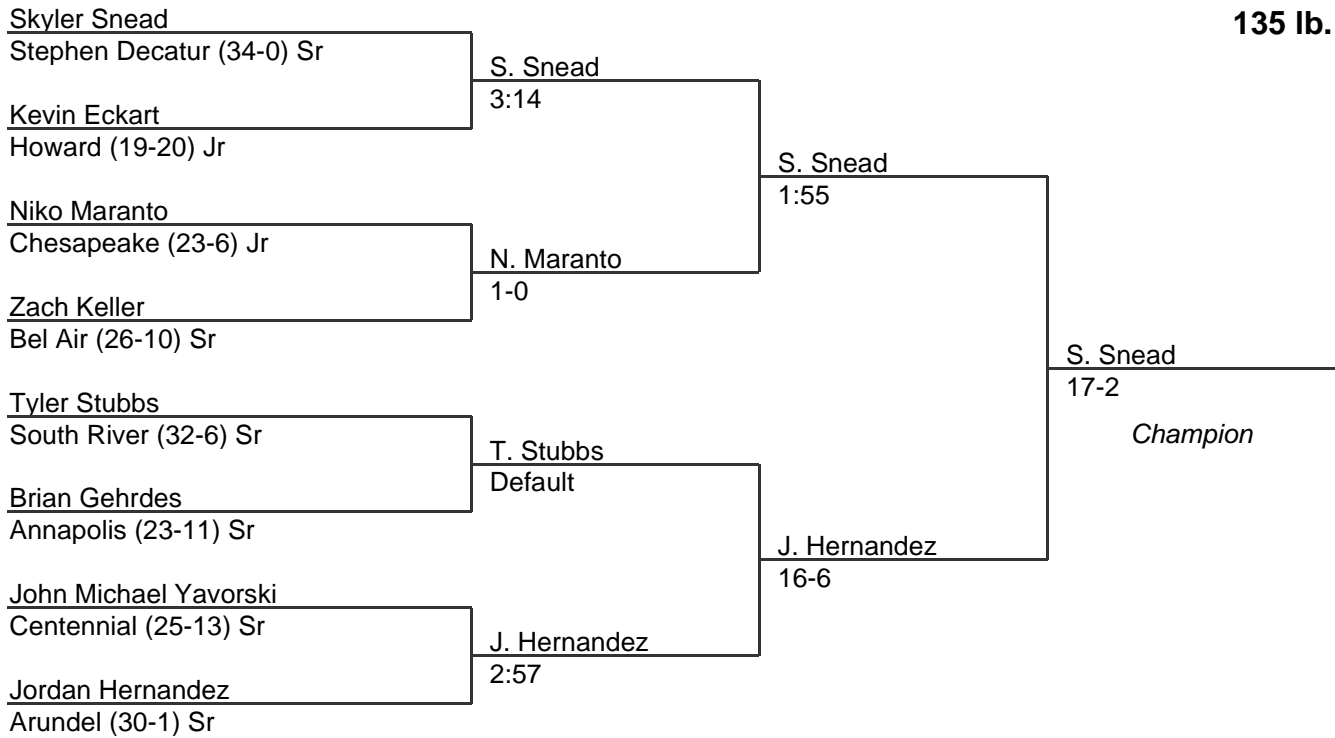 135 lb.
Skyler Snead
Stephen Decatur (34-0) Sr
S. Snead
3:14
Kevin Eckart
Howard (19-20) Jr
S. Snead
1:55
Niko Maranto
Chesapeake (23-6) Jr
N. Maranto
1-0
Zach Keller
Bel Air (26-10) Sr
S. Snead
17-2
Champion
Tyler Stubbs
South River (32-6) Sr
T. Stubbs
Default
Brian Gehrdes
Annapolis (23-11) Sr
J. Hernandez
16-6
John Michael Yavorski
Centennial (25-13) Sr
J. Hernandez
2:57
Jordan Hernandez
Arundel (30-1) Sr